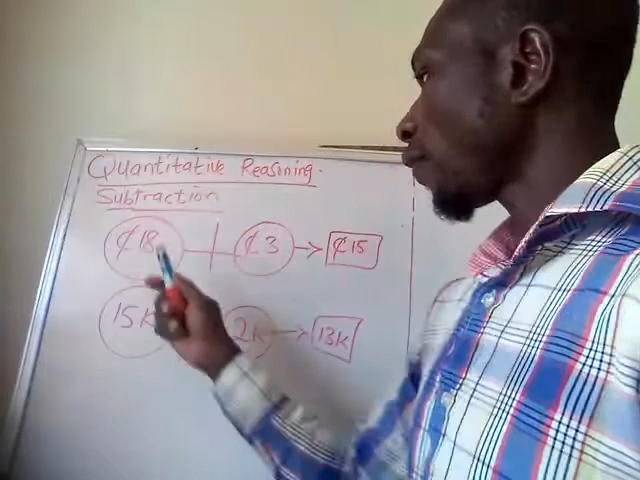 Quantitative Reasoning.
Subtraction
₵18 ₵3 → ₵15
15K 2K → 13K